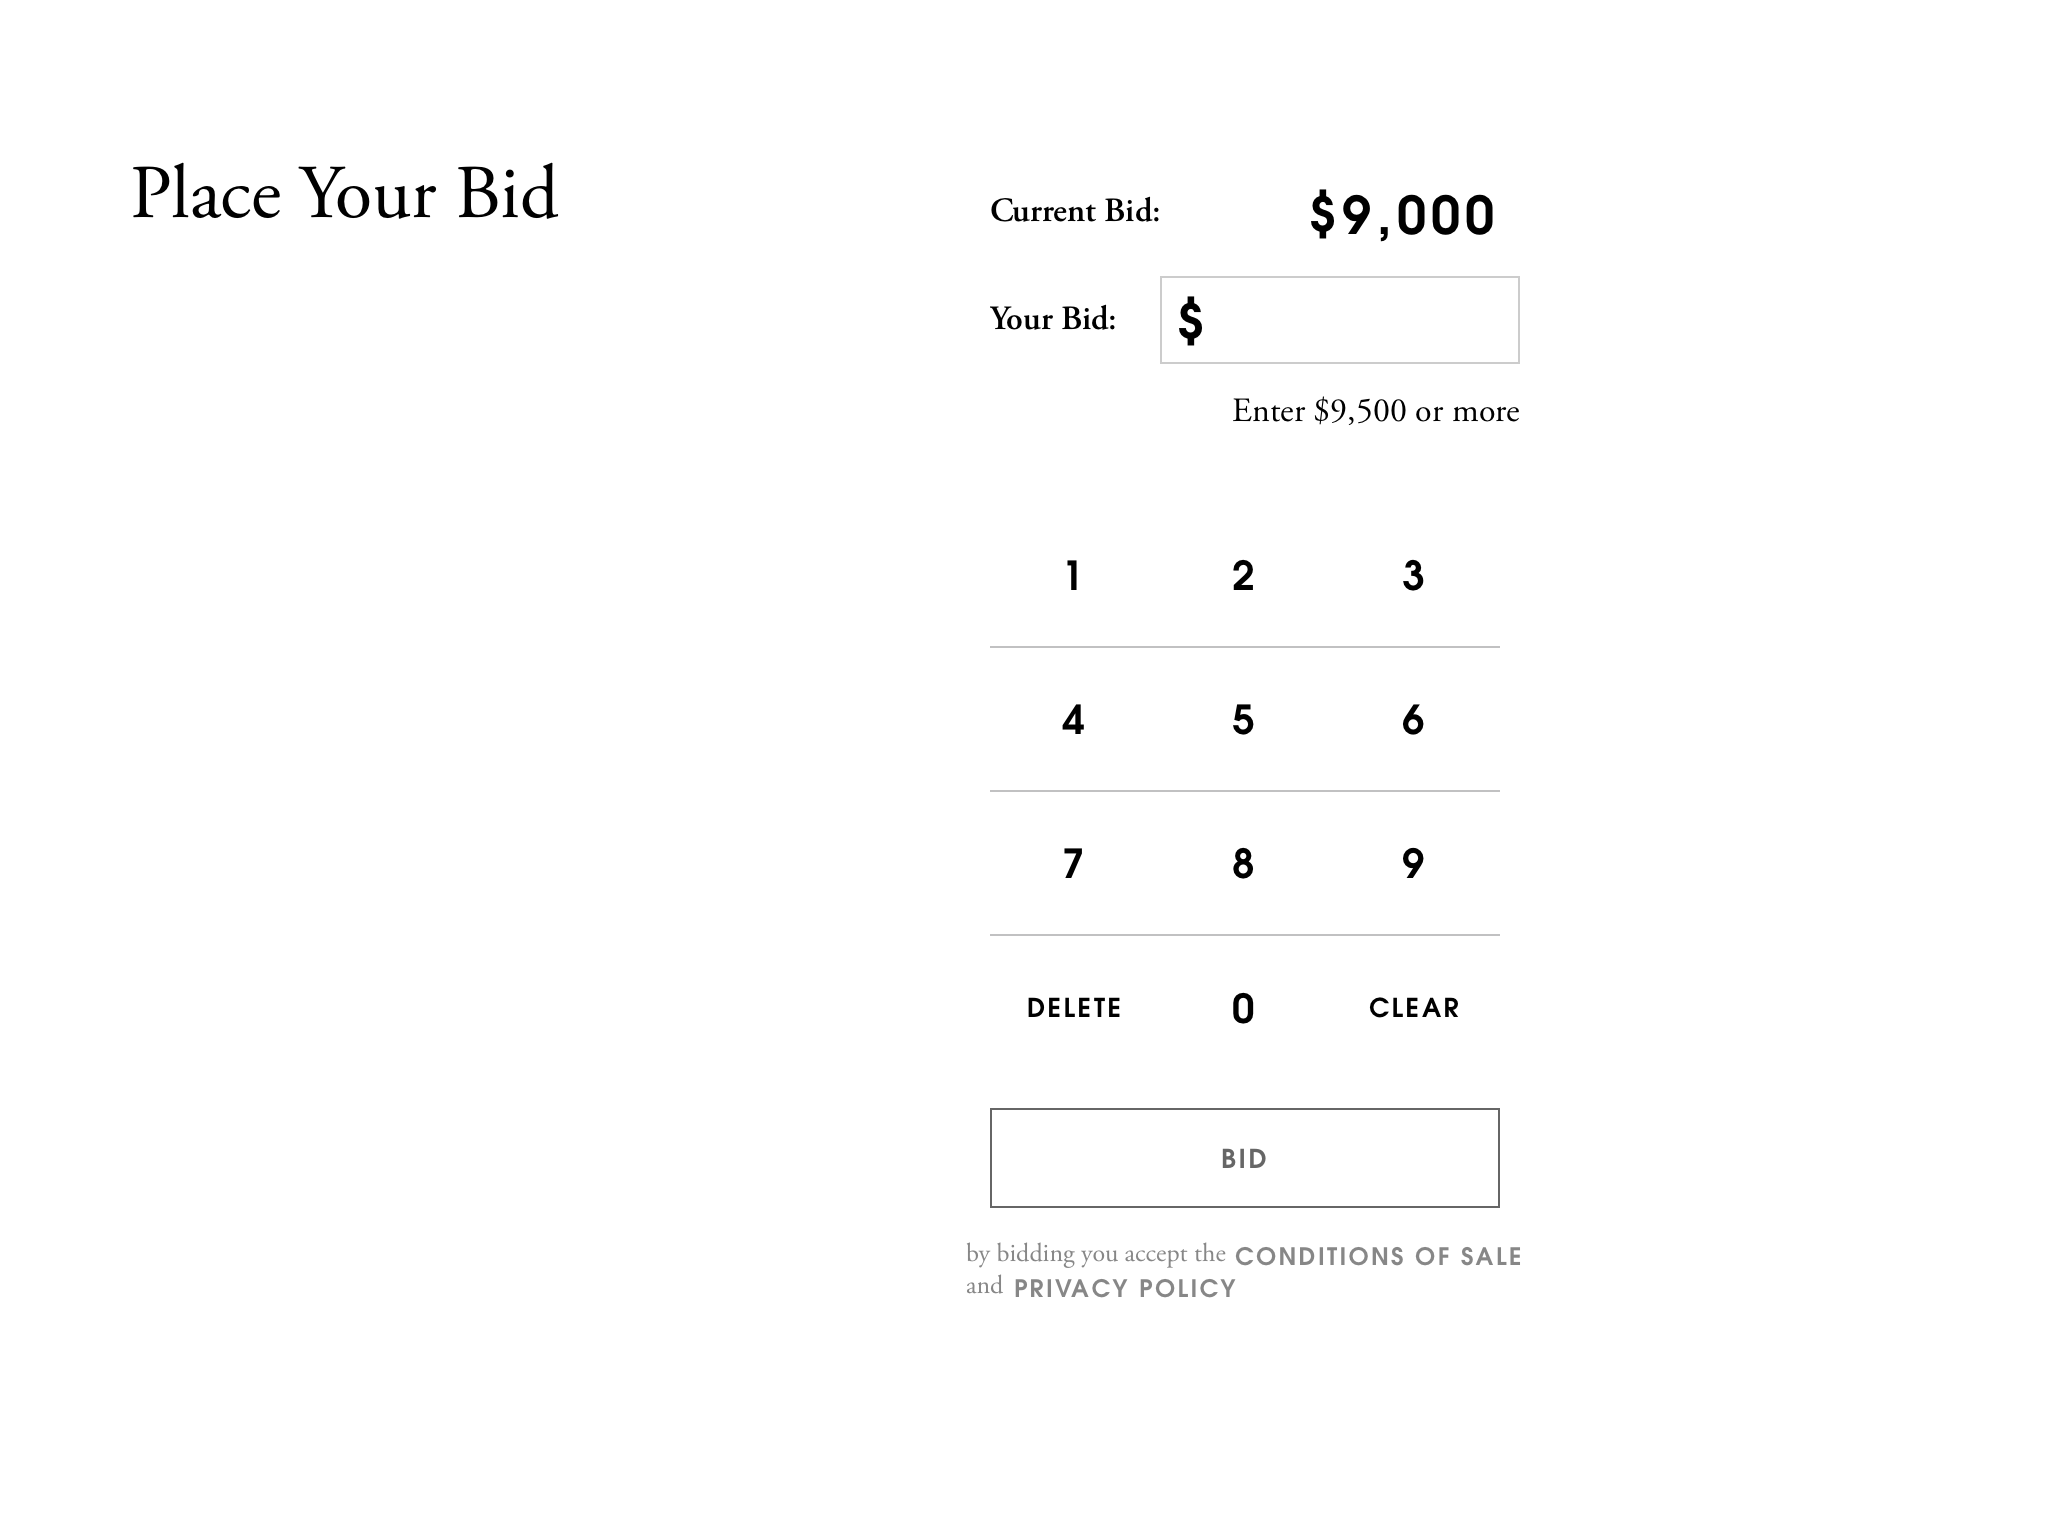 Place Your Bid
Current Bid: $9,000
Your Bid: $
Enter $9,500 or more
1 2 3
4 5 6
7 8 9
DELETE 0 CLEAR
BID
by bidding you accept the CONDITIONS OF SALE
and PRIVACY POLICY